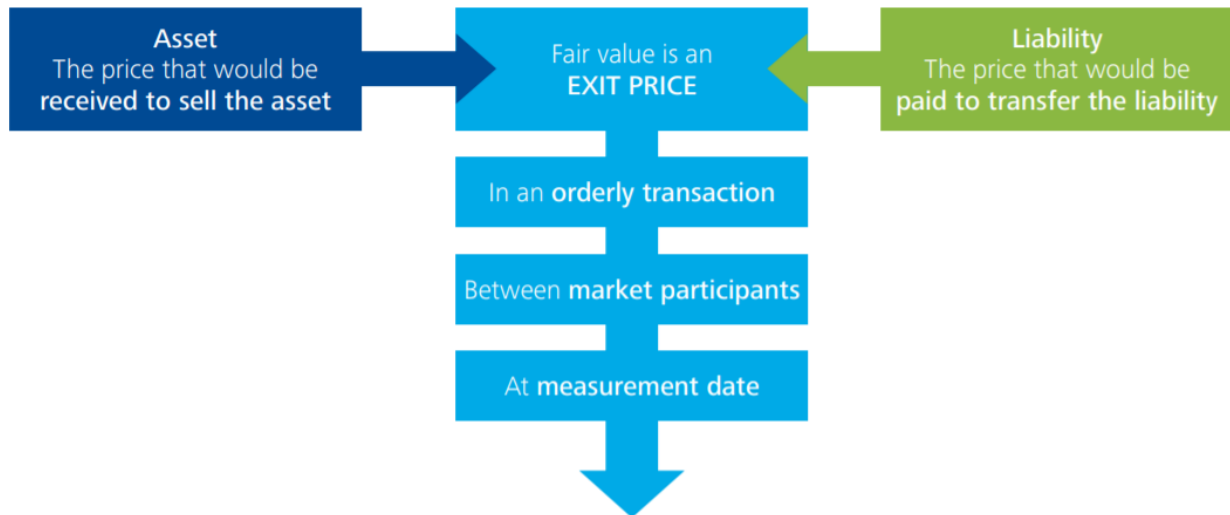 Asset
The price that would be
received to sell the asset
Fair value is an
EXIT PRICE
Liability
The price that would be
paid to transfer the liability
In an orderly transaction
Between market participants
At measurement date